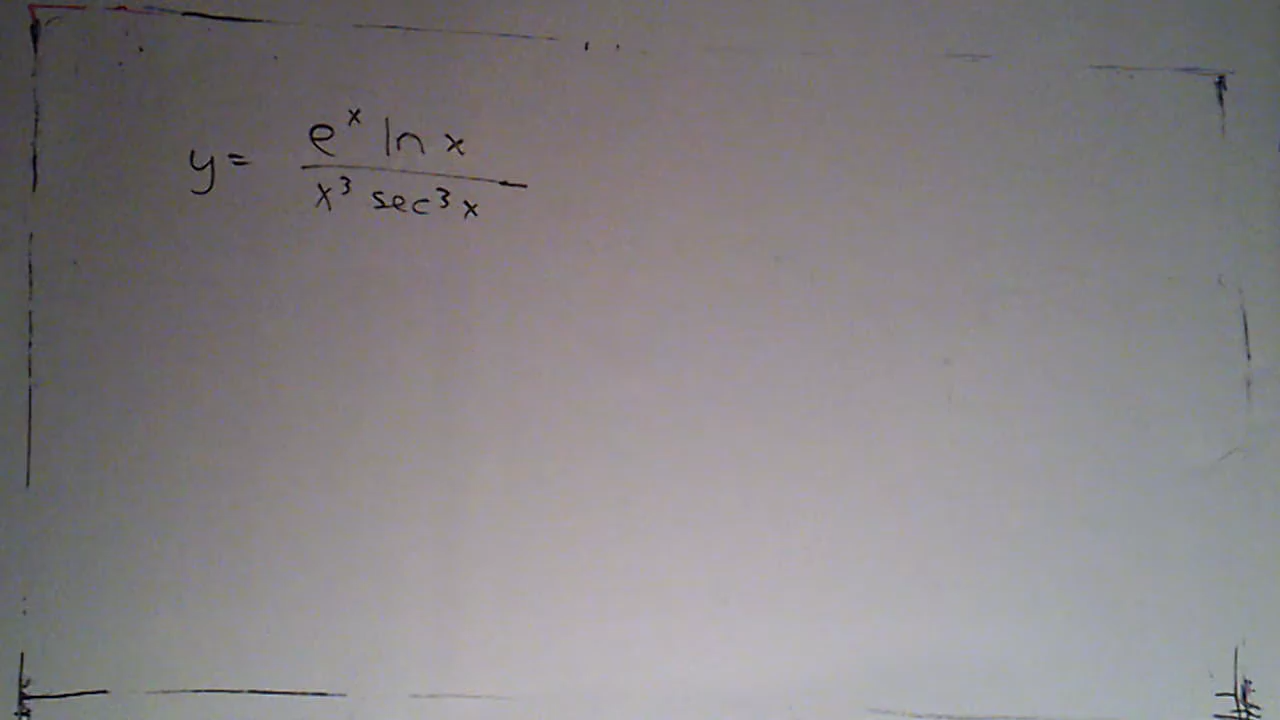 y = e^x ln x / x^3 sec^3 x